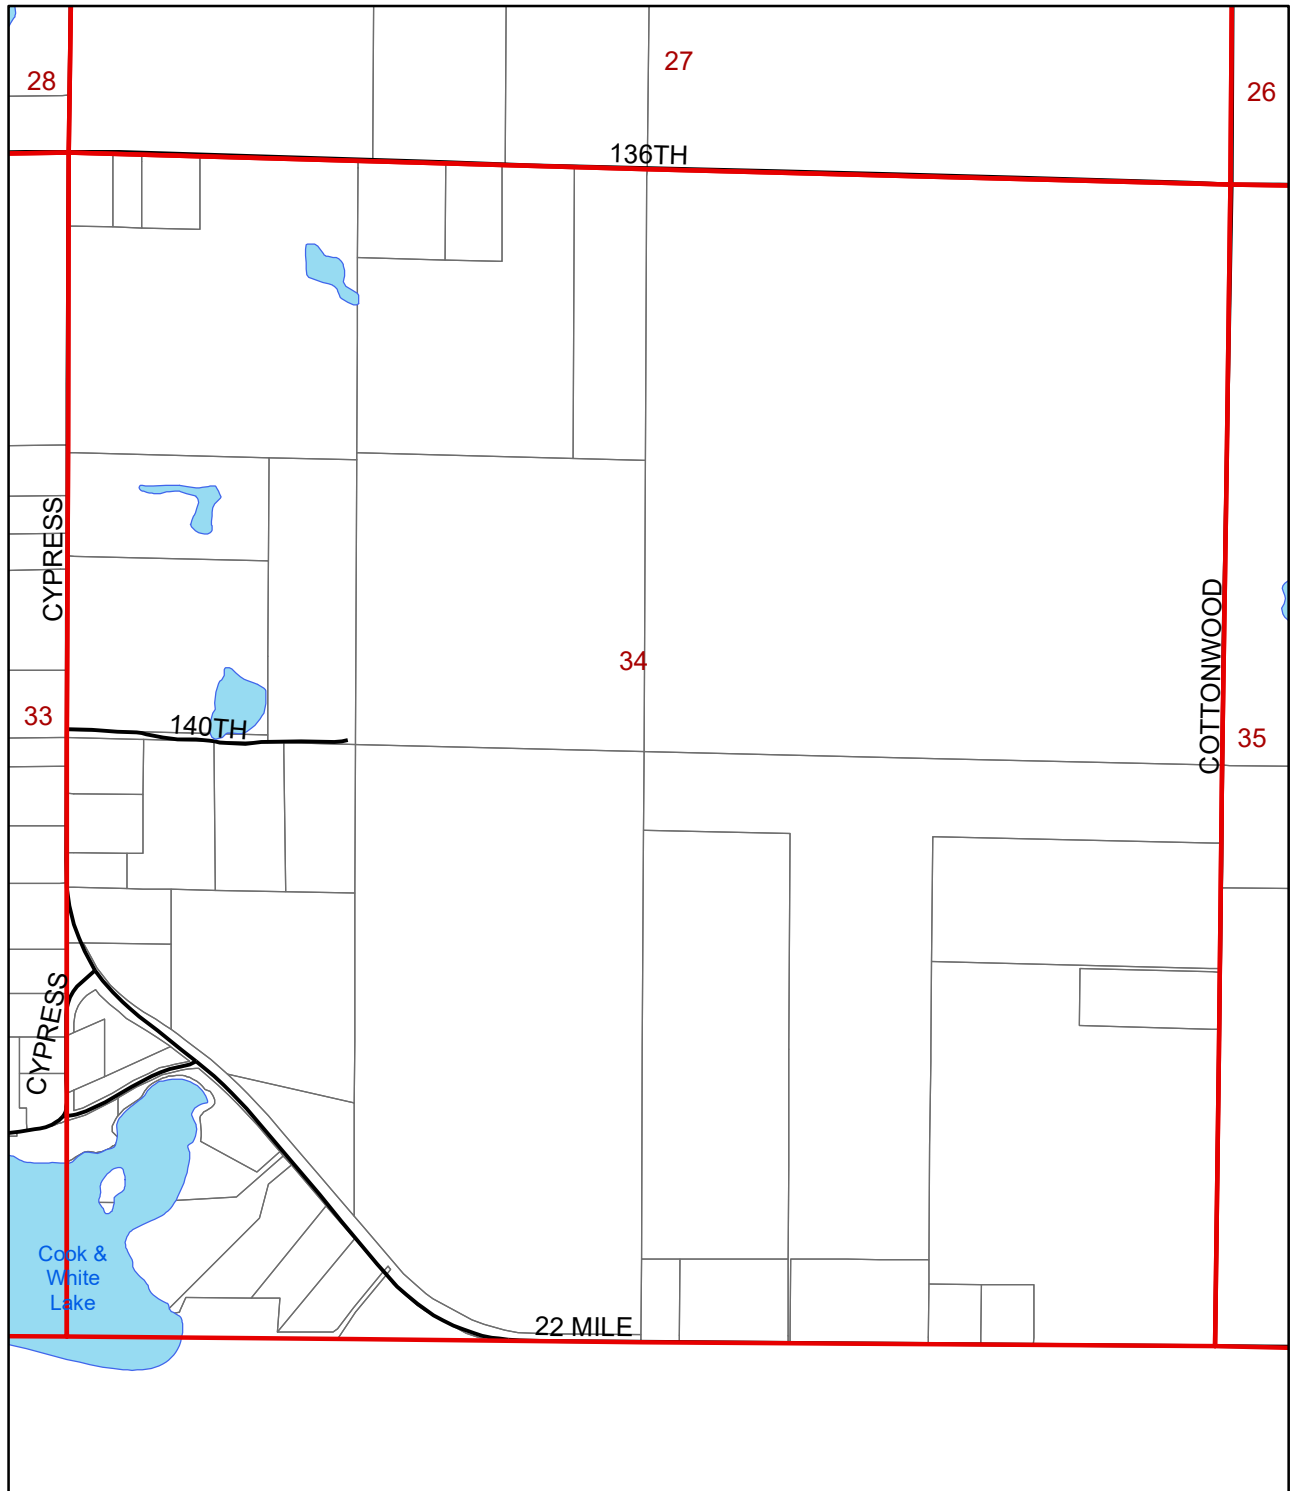 27
28
26
136TH
CYPRESS
COTTONWOOD
34
33
140TH
35
CYPRESS
Cook &
White
Lake
22 MILE